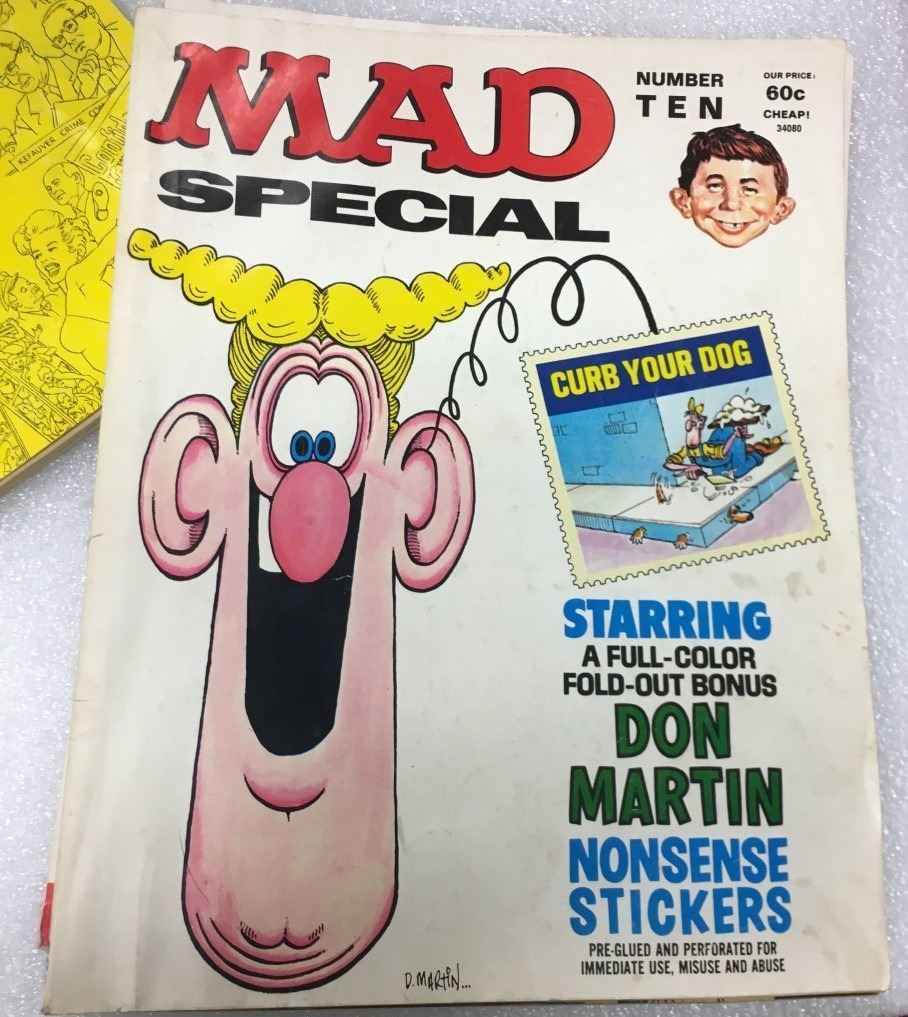 MAD
SPECIAL
NUMBER
TEN
OUR PRICE:
60c
CHEAP!
34080
CURB YOUR DOG
STARRING
A FULL-COLOR
FOLD-OUT BONUS
DON
MARTIN
NONSENSE
STICKERS
PRE-GLUED AND PERFORATED FOR
IMMEDIATE USE, MISUSE AND ABUSE
D. MARTIN...
KEFAUVER CRIME